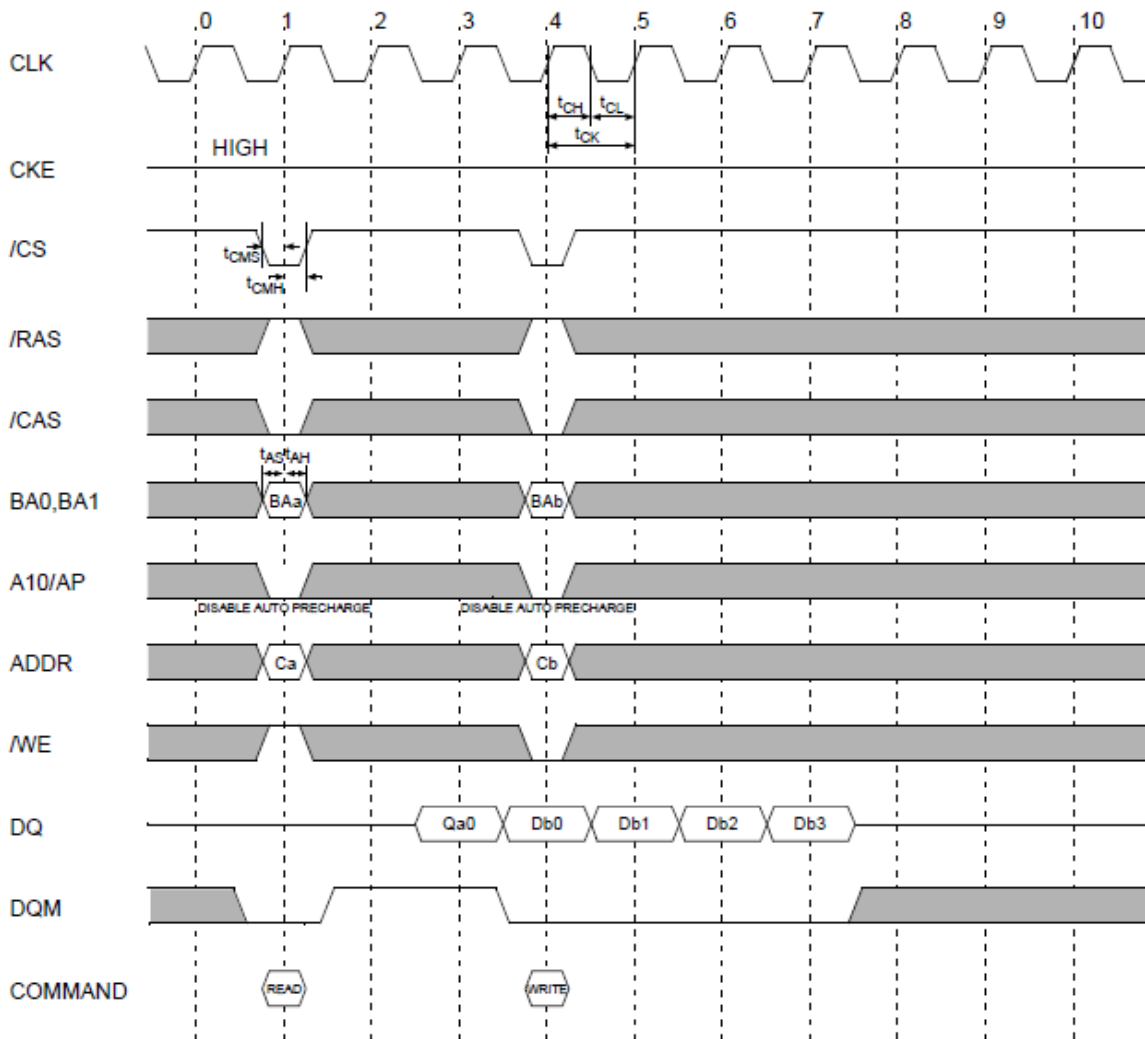 0 1 2 3 4 5 6 7 8 9 10
CLK
tCH tCL
tCK
HIGH
CKE
/CS
tCMS
tCMH
/RAS
/CAS
tAS tAH
BA0,BA1 BAa BAb
A10/AP
DISABLE AUTO PRECHARGE DISABLE AUTO PRECHARGE
ADDR Ca Cb
/WE
DQ Qa0 Db0 Db1 Db2 Db3
DQM
COMMAND READ WRITE